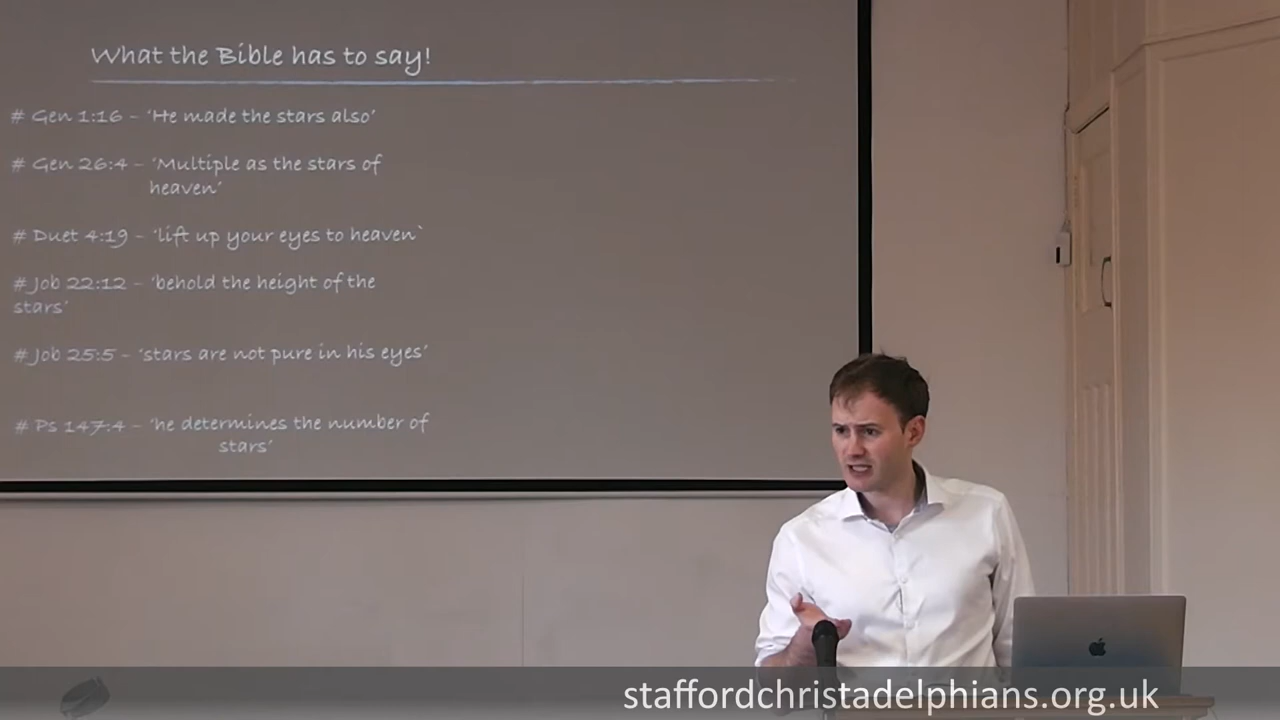 What the Bible has to say!
# Gen 1:16 - 'He made the stars also'
# Gen 26:4 - 'Multiple as the stars of
heaven'
# Duet 4:19 - 'lift up your eyes to heaven`
# Job 22:12 - 'behold the height of the
stars'
# Job 25:5 - 'stars are not pure in his eyes'
# Ps 147:4 - 'he determines the number of
stars'
staffordchristadelphians.org.uk